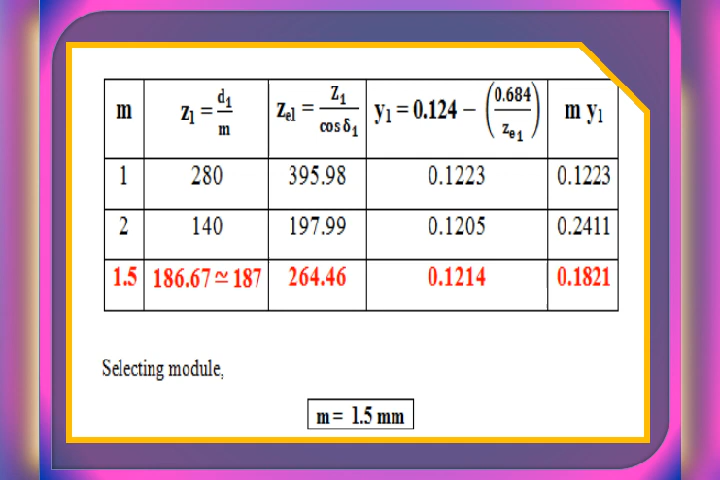 m z₁ = d₁/m Zel = Z₁/cos δ₁ y₁ = 0.124 − (0.684/Ze1) m y₁
1 280 395.98 0.1223 0.1223
2 140 197.99 0.1205 0.2411
1.5 186.67 ≃ 187 264.46 0.1214 0.1821
Selecting module,
m = 1.5 mm